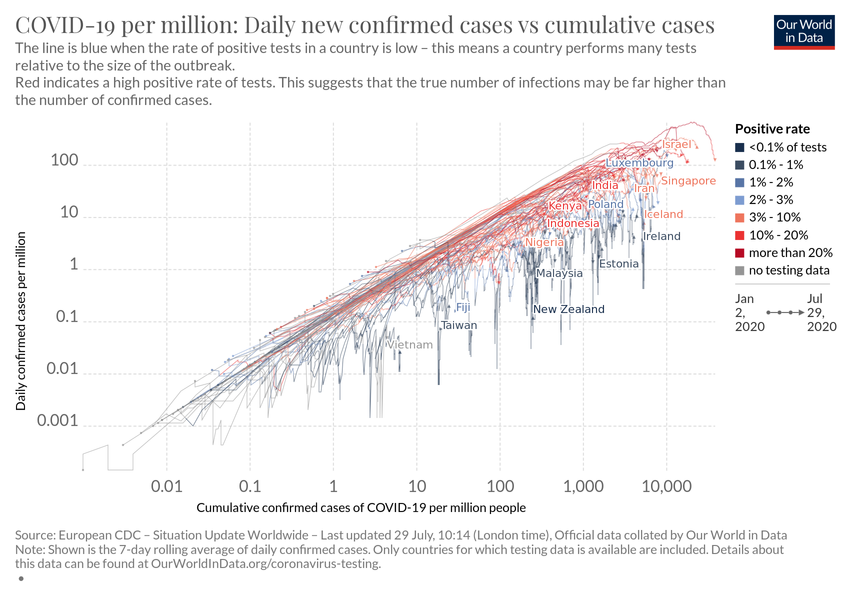 COVID-19 per million: Daily new confirmed cases vs cumulative cases
Our World
in Data
The line is blue when the rate of positive tests in a country is low – this means a country performs many tests
relative to the size of the outbreak.
Red indicates a high positive rate of tests. This suggests that the true number of infections may be far higher than
the number of confirmed cases.
Daily confirmed cases per million
100
10
1
0.1
0.01
0.001
Israel
Luxembourg
Singapore
India
Iran
Kenya
Poland
Iceland
Indonesia
Ireland
Nigeria
Estonia
Malaysia
New Zealand
Fiji
Taiwan
Vietnam
0.01
0.1
1
10
100
1,000
10,000
Cumulative confirmed cases of COVID-19 per million people
Positive rate
<0.1% of tests
0.1% - 1%
1% - 2%
2% - 3%
3% - 10%
10% - 20%
more than 20%
no testing data
Jan
2,
2020
Jul
29,
2020
Source: European CDC – Situation Update Worldwide – Last updated 29 July, 10:14 (London time), Official data collated by Our World in Data
Note: Shown is the 7-day rolling average of daily confirmed cases. Only countries for which testing data is available are included. Details about
this data can be found at OurWorldInData.org/coronavirus-testing.